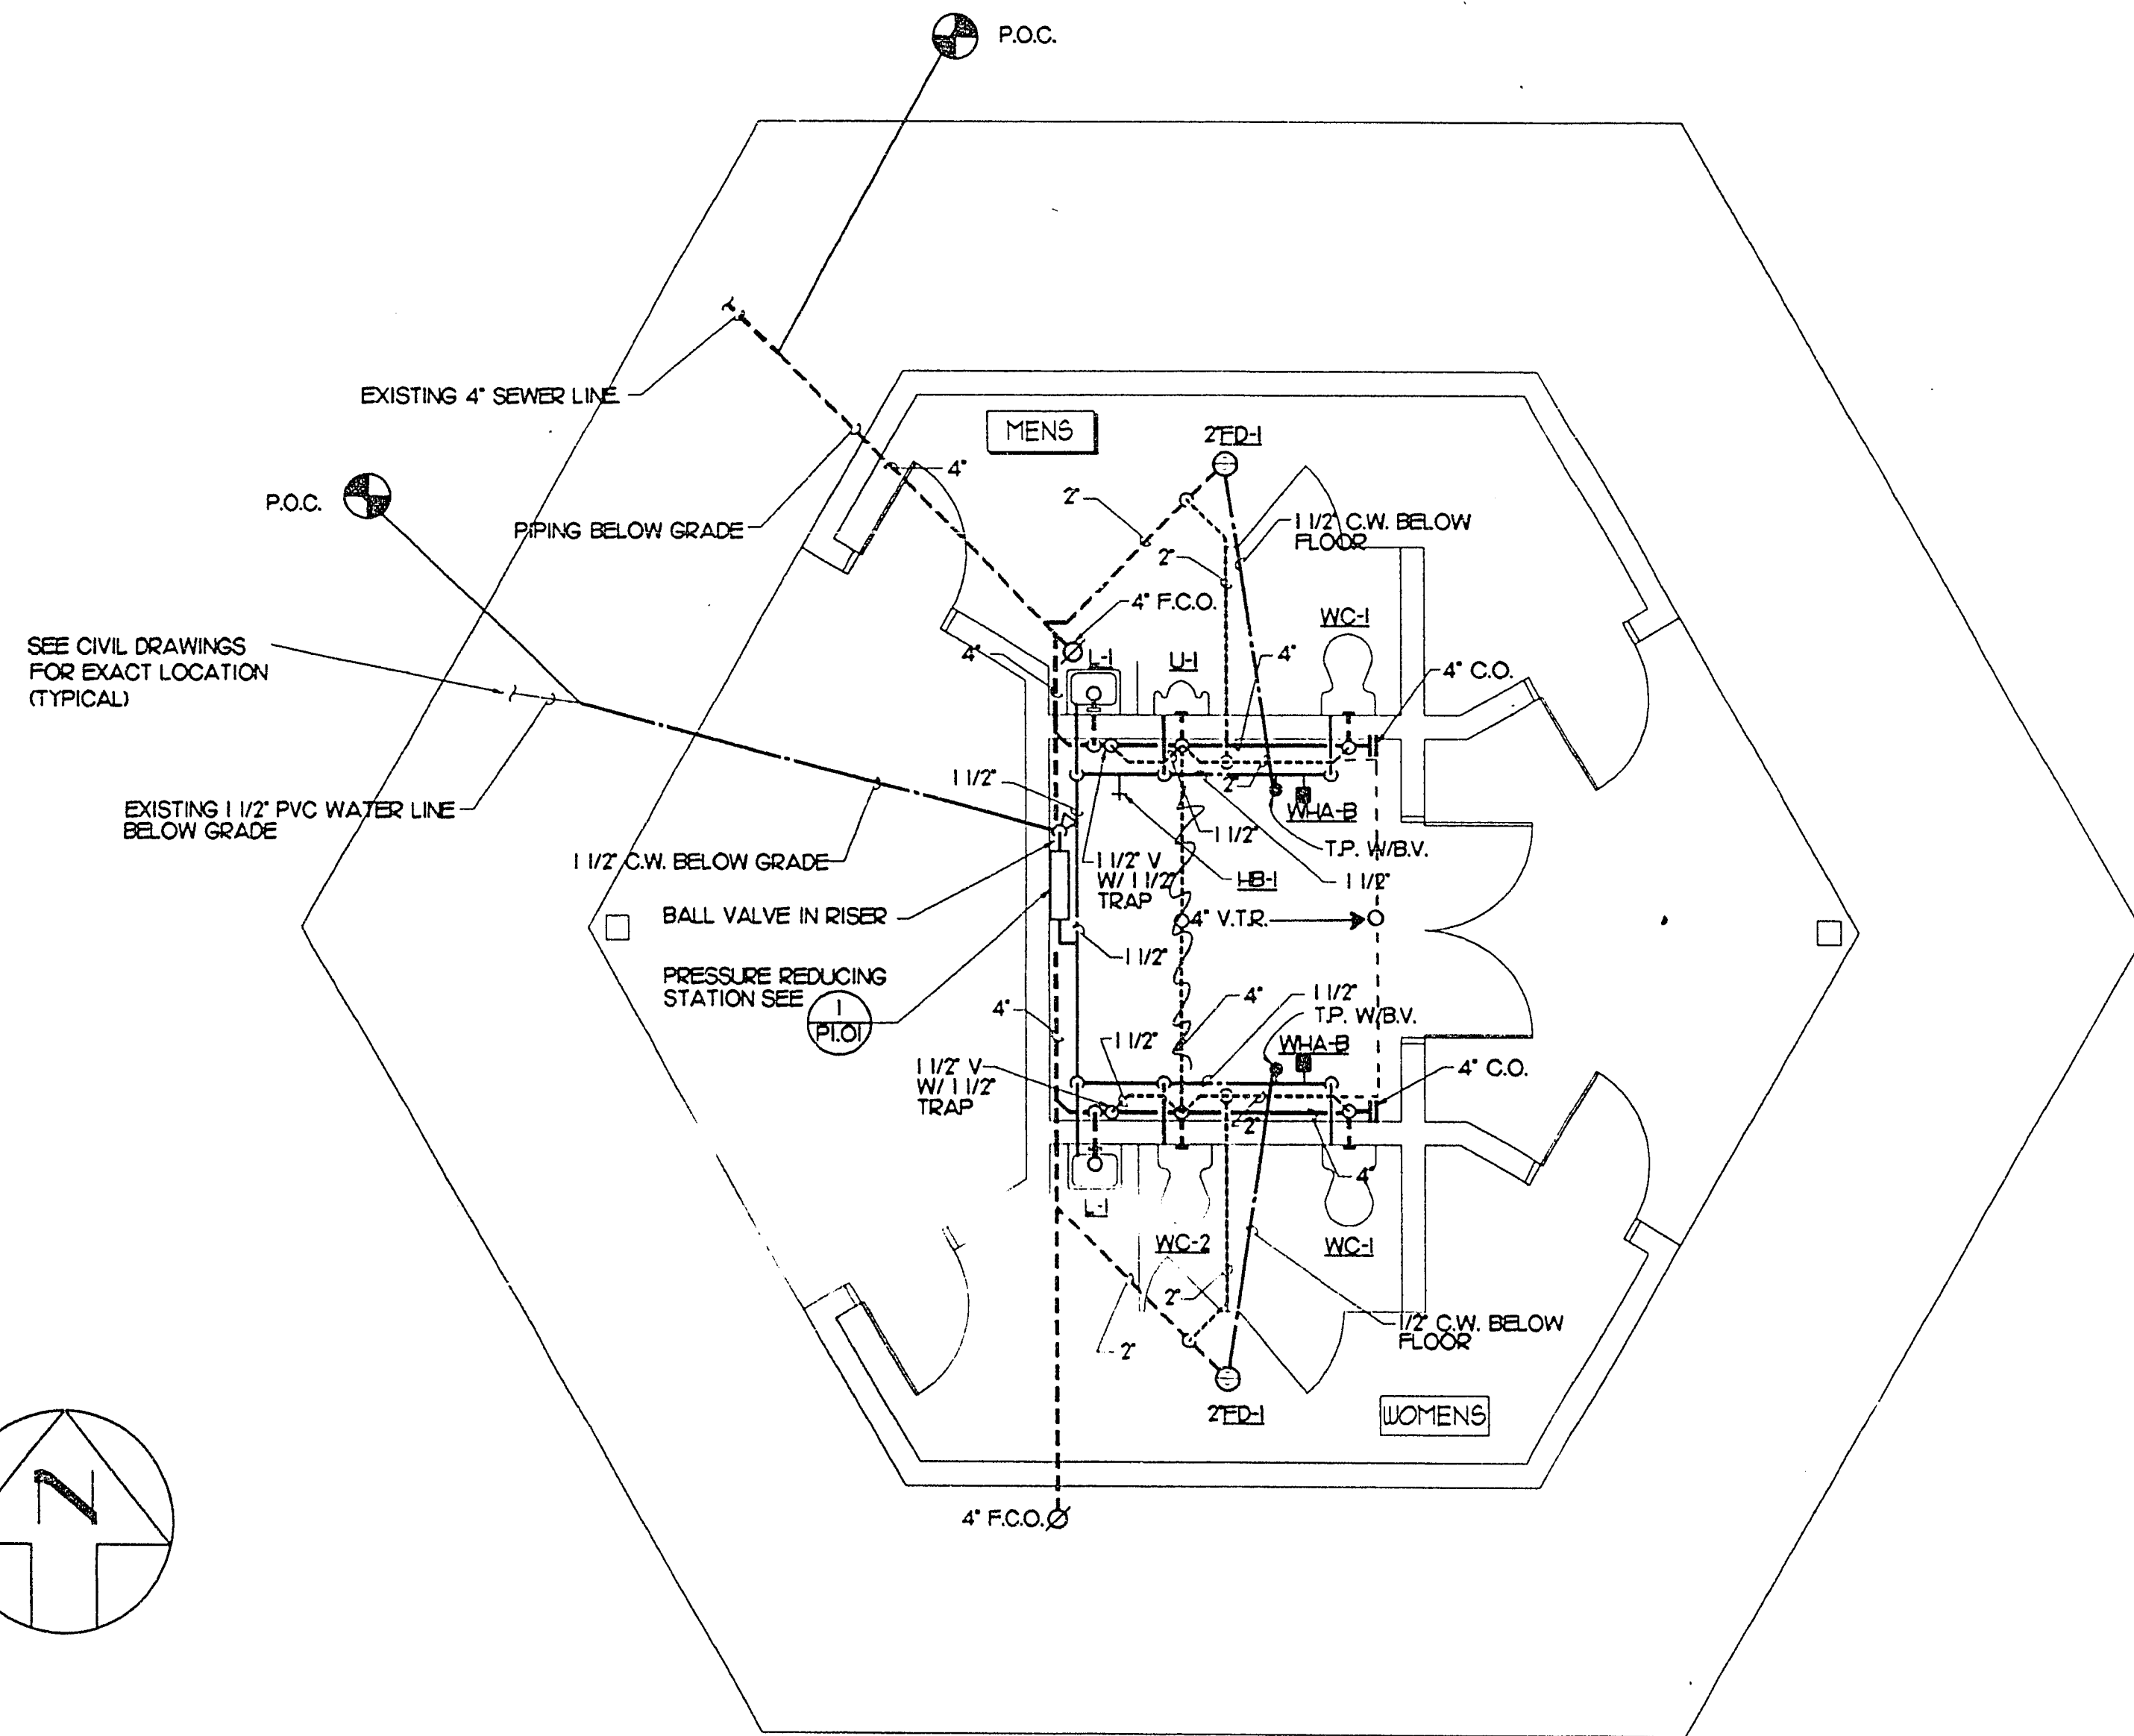 P.O.C.
EXISTING 4" SEWER LINE
MENS
2"FD-1
4"
P.O.C.
2"
PIPING BELOW GRADE
1 1/2" C.W. BELOW
FLOOR
2"
4" F.C.O.
WC-1
SEE CIVIL DRAWINGS
FOR EXACT LOCATION
(TYPICAL)
4"
L-1
U-1
4"
4" C.O.
1 1/2"
2"
EXISTING 1 1/2" PVC WATER LINE
BELOW GRADE
WHA-B
1 1/2"
T.P. W/B.V.
1 1/2" C.W. BELOW GRADE
1 1/2" V
W/ 1 1/2"
TRAP
HB-1
1 1/2"
BALL VALVE IN RISER
4" V.T.R.
1 1/2"
PRESSURE REDUCING
STATION SEE
1
P1.01
4"
4"
1 1/2"
T.P. W/B.V.
1 1/2"
WHA-B
1 1/2" V
W/ 1 1/2"
TRAP
4" C.O.
2"
4"
L-1
WC-2
WC-1
2"
1/2" C.W. BELOW
FLOOR
2"
2"FD-1
WOMENS
4" F.C.O.
N